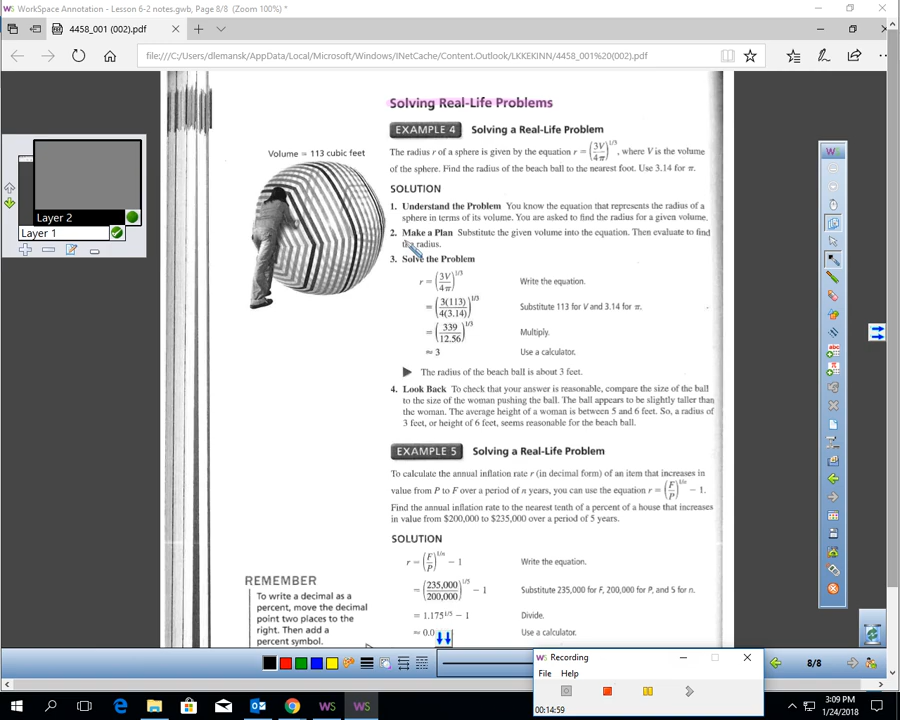 WorkSpace Annotation - Lesson 6-2 notes.gwb, Page 8/8 (Zoom 100%) *
4458_001 (002).pdf
file:///C:/Users/dlemansk/AppData/Local/Microsoft/Windows/INetCache/Content.Outlook/LKKEKINN/4458_001%20(002).pdf
Layer 2
Layer 1
Solving Real-Life Problems
EXAMPLE 4 Solving a Real-Life Problem
Volume = 113 cubic feet
The radius r of a sphere is given by the equation r = (3V/4π)^1/3, where V is the volume
of the sphere. Find the radius of the beach ball to the nearest foot. Use 3.14 for π.
SOLUTION
1. Understand the Problem You know the equation that represents the radius of a
sphere in terms of its volume. You are asked to find the radius for a given volume.
2. Make a Plan Substitute the given volume into the equation. Then evaluate to find
the radius.
3. Solve the Problem
r = (3V/4π)^1/3 Write the equation.
= (3(113)/4(3.14))^1/3 Substitute 113 for V and 3.14 for π.
= (339/12.56)^1/3 Multiply.
≈ 3 Use a calculator.
The radius of the beach ball is about 3 feet.
4. Look Back To check that your answer is reasonable, compare the size of the ball
to the size of the woman pushing the ball. The ball appears to be slightly taller than
the woman. The average height of a woman is between 5 and 6 feet. So, a radius of
3 feet, or height of 6 feet, seems reasonable for the beach ball.
EXAMPLE 5 Solving a Real-Life Problem
To calculate the annual inflation rate r (in decimal form) of an item that increases in
value from P to F over a period of n years, you can use the equation r = (F/P)^1/n − 1.
Find the annual inflation rate to the nearest tenth of a percent of a house that increases
in value from $200,000 to $235,000 over a period of 5 years.
SOLUTION
r = (F/P)^1/n − 1 Write the equation.
= (235,000/200,000)^1/5 − 1 Substitute 235,000 for F, 200,000 for P, and 5 for n.
= 1.175^1/5 − 1 Divide.
≈ 0.0 Use a calculator.
REMEMBER
To write a decimal as a
percent, move the decimal
point two places to the
right. Then add a
percent symbol.
Recording
File Help
00:14:59
8/8
3:09 PM
1/24/2018